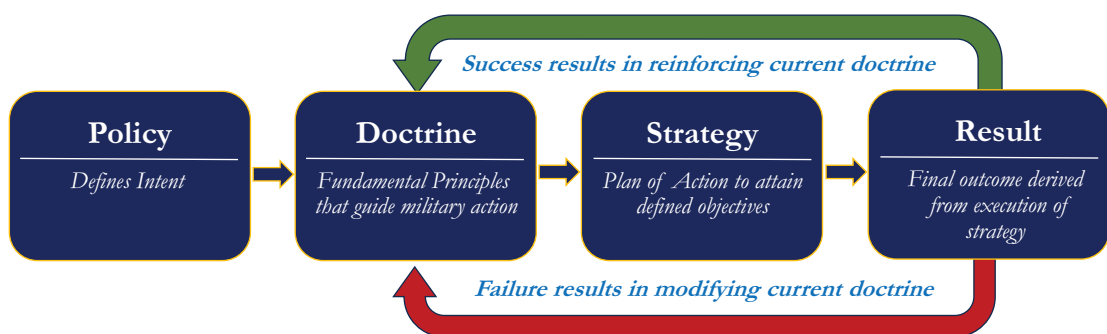 Success results in reinforcing current doctrine
Policy
Defines Intent
Doctrine
Fundamental Principles
that guide military action
Strategy
Plan of Action to attain
defined objectives
Result
Final outcome derived
from execution of
strategy
Failure results in modifying current doctrine